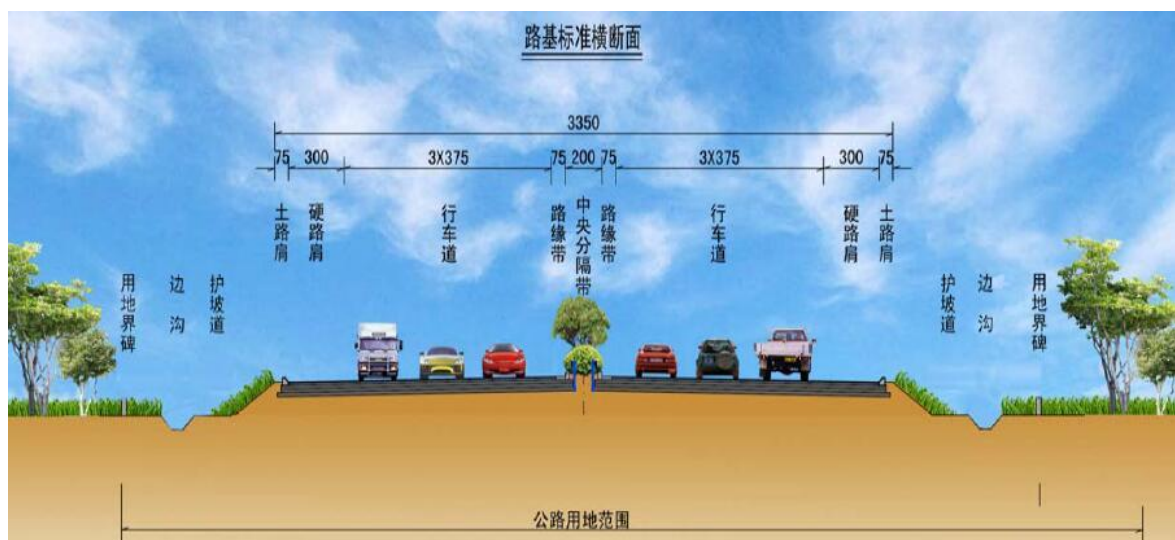 路基标准横断面
3350
75 300 3X375 75 200 75 3X375 300 75
土路肩 硬路肩 行车道 路缘带 中央分隔带 路缘带 行车道 硬路肩 土路肩
用地界碑 边沟 护坡道 护坡道 边沟 用地界碑
公路用地范围